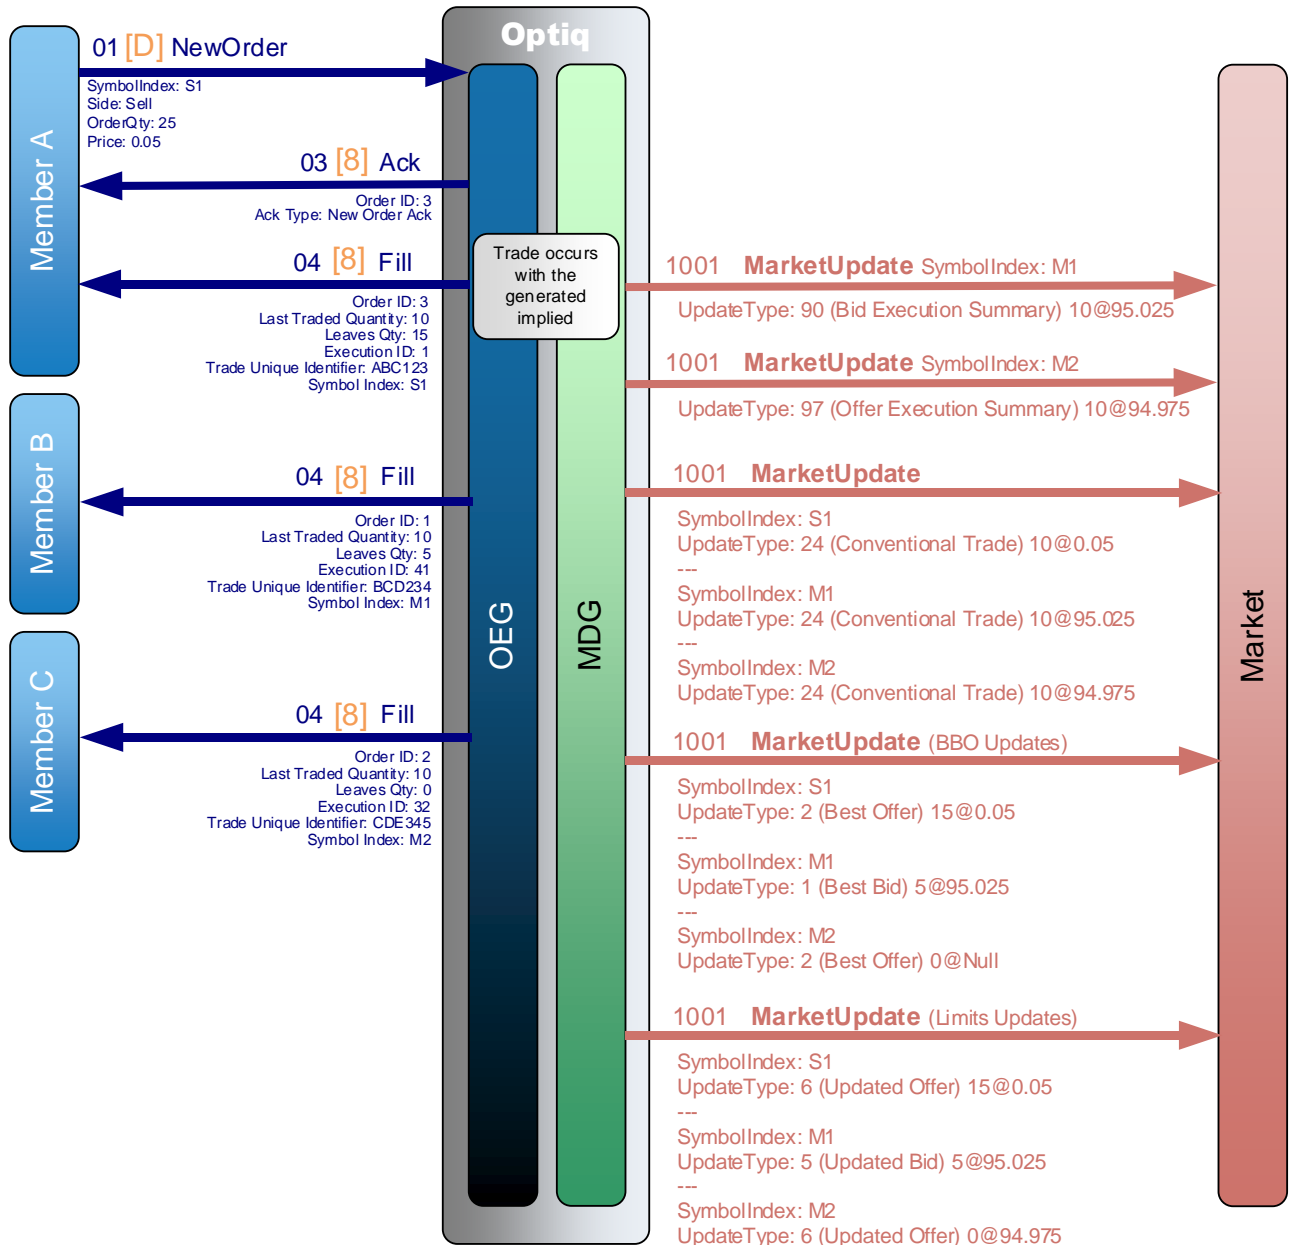 Optiq
01 [D] NewOrder
SymbolIndex: S1
Side: Sell
OrderQty: 25
Price: 0.05
Member A
03 [8] Ack
Order ID: 3
Ack Type: New Order Ack
04 [8] Fill
Order ID: 3
Last Traded Quantity: 10
Leaves Qty: 15
Execution ID: 1
Trade Unique Identifier: ABC123
Symbol Index: S1
Trade occurs
with the
generated
implied
Member B
04 [8] Fill
Order ID: 1
Last Traded Quantity: 10
Leaves Qty: 5
Execution ID: 41
Trade Unique Identifier: BCD234
Symbol Index: M1
Member C
04 [8] Fill
Order ID: 2
Last Traded Quantity: 10
Leaves Qty: 0
Execution ID: 32
Trade Unique Identifier: CDE345
Symbol Index: M2
OEG
MDG
1001 MarketUpdate SymbolIndex: M1
UpdateType: 90 (Bid Execution Summary) 10@95.025
1001 MarketUpdate SymbolIndex: M2
UpdateType: 97 (Offer Execution Summary) 10@94.975
1001 MarketUpdate
SymbolIndex: S1
UpdateType: 24 (Conventional Trade) 10@0.05
---
SymbolIndex: M1
UpdateType: 24 (Conventional Trade) 10@95.025
---
SymbolIndex: M2
UpdateType: 24 (Conventional Trade) 10@94.975
1001 MarketUpdate (BBO Updates)
SymbolIndex: S1
UpdateType: 2 (Best Offer) 15@0.05
---
SymbolIndex: M1
UpdateType: 1 (Best Bid) 5@95.025
---
SymbolIndex: M2
UpdateType: 2 (Best Offer) 0@Null
1001 MarketUpdate (Limits Updates)
SymbolIndex: S1
UpdateType: 6 (Updated Offer) 15@0.05
---
SymbolIndex: M1
UpdateType: 5 (Updated Bid) 5@95.025
---
SymbolIndex: M2
UpdateType: 6 (Updated Offer) 0@94.975
Market